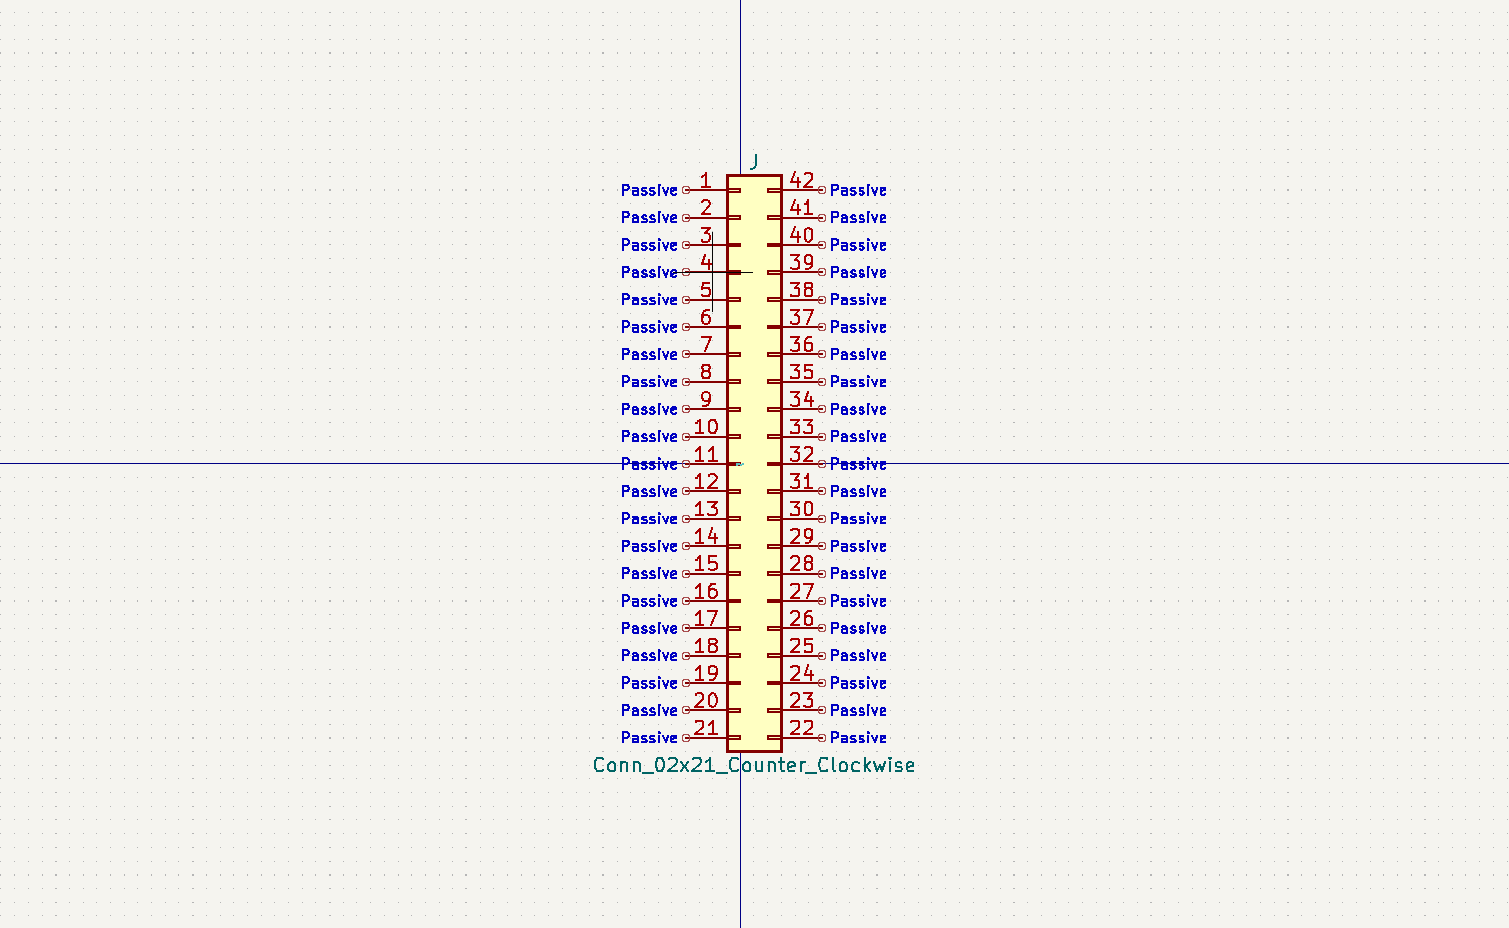 J
Passive 1 42 Passive
Passive 2 41 Passive
Passive 3 40 Passive
Passive 4 39 Passive
Passive 5 38 Passive
Passive 6 37 Passive
Passive 7 36 Passive
Passive 8 35 Passive
Passive 9 34 Passive
Passive 10 33 Passive
Passive 11 32 Passive
Passive 12 31 Passive
Passive 13 30 Passive
Passive 14 29 Passive
Passive 15 28 Passive
Passive 16 27 Passive
Passive 17 26 Passive
Passive 18 25 Passive
Passive 19 24 Passive
Passive 20 23 Passive
Passive 21 22 Passive
Conn_02x21_Counter_Clockwise